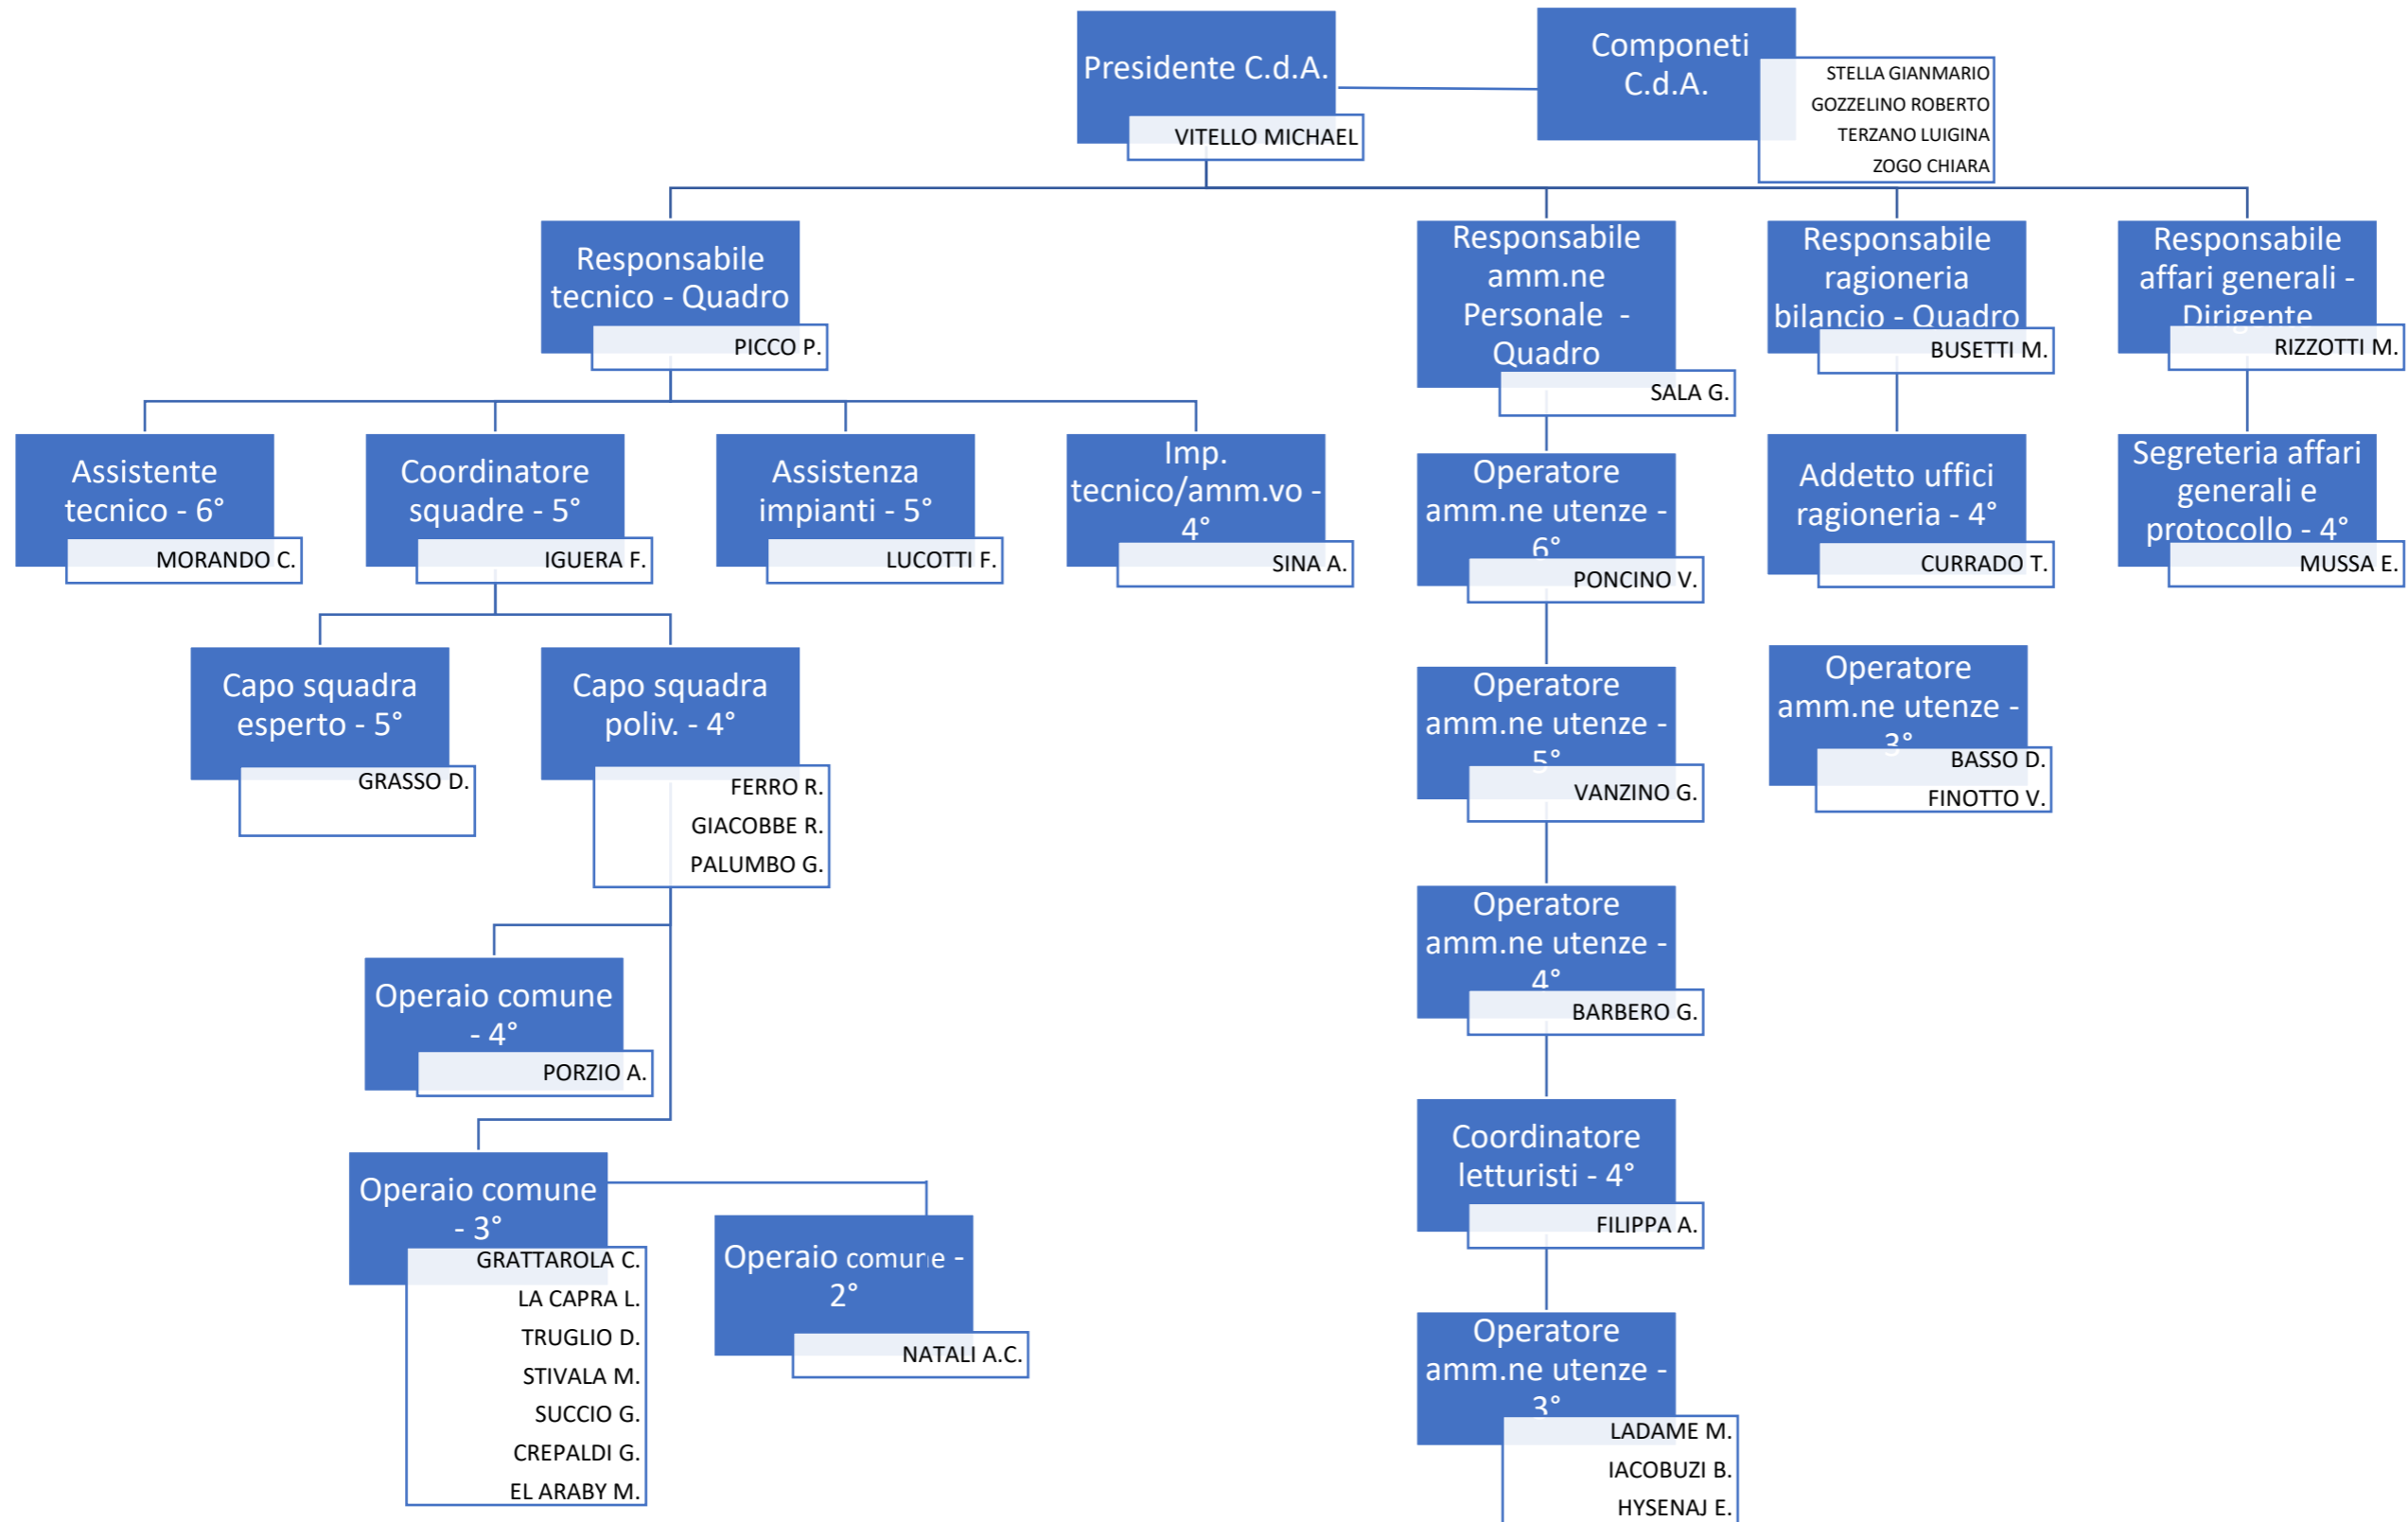 Presidente C.d.A.
VITELLO MICHAEL
Componeti
C.d.A.
STELLA GIANMARIO
GOZZELINO ROBERTO
TERZANO LUIGINA
ZOGO CHIARA
Responsabile
tecnico - Quadro
PICCO P.
Responsabile
amm.ne
Personale -
Quadro
SALA G.
Responsabile
ragioneria
bilancio - Quadro
BUSETTI M.
Responsabile
affari generali -
Dirigente
RIZZOTTI M.
Assistente
tecnico - 6°
MORANDO C.
Coordinatore
squadre - 5°
IGUERA F.
Assistenza
impianti - 5°
LUCOTTI F.
Imp.
tecnico/amm.vo -
4°
SINA A.
Operatore
amm.ne utenze -
6°
PONCINO V.
Addetto uffici
ragioneria - 4°
CURRADO T.
Segreteria affari
generali e
protocollo - 4°
MUSSA E.
Capo squadra
esperto - 5°
GRASSO D.
Capo squadra
poliv. - 4°
FERRO R.
GIACOBBE R.
PALUMBO G.
Operatore
amm.ne utenze -
5°
VANZINO G.
Operatore
amm.ne utenze -
3°
BASSO D.
FINOTTO V.
Operaio comune
- 4°
PORZIO A.
Operatore
amm.ne utenze -
4°
BARBERO G.
Operaio comune
- 3°
GRATTAROLA C.
LA CAPRA L.
TRUGLIO D.
STIVALA M.
SUCCIO G.
CREPALDI G.
EL ARABY M.
Operaio comune -
2°
NATALI A.C.
Coordinatore
letturisti - 4°
FILIPPA A.
Operatore
amm.ne utenze -
3°
LADAME M.
IACOBUZI B.
HYSENAJ E.